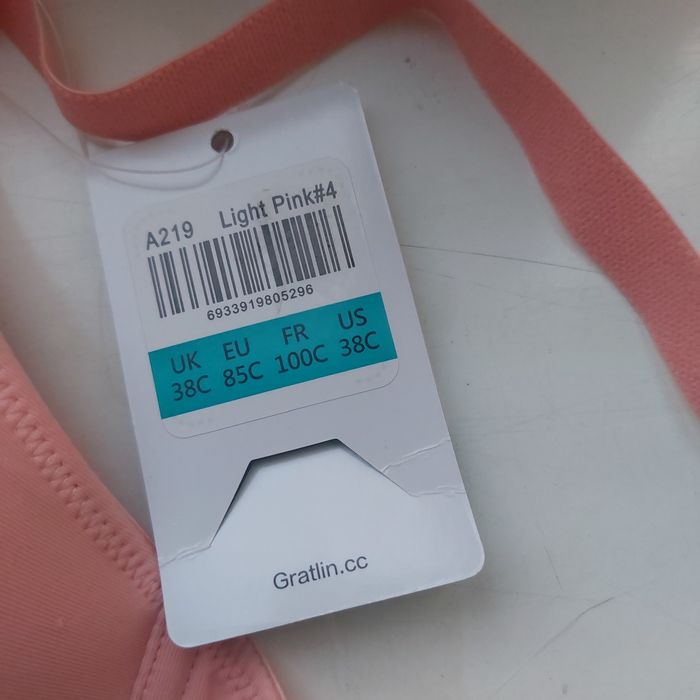 A219 Light Pink#4
6933919805296
UK EU FR US
38C 85C 100C 38C
Gratlin.cc